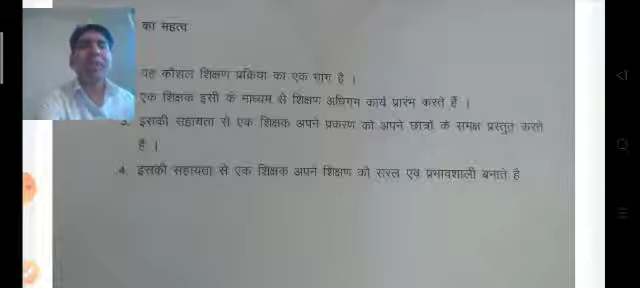 का महत्व
यह कौशल शिक्षण प्रक्रिया का एक भाग है ।
एक शिक्षक इसी के माध्यम से शिक्षण अधिगम कार्य प्रारंभ करते हैं ।
3. इसकी सहायता से एक शिक्षक अपने प्रकरण को अपने छात्रों के समक्ष प्रस्तुत करते
हैं ।
4. इसकी सहायता से एक शिक्षक अपने शिक्षण को सरल एवं प्रभावशाली बनाते है